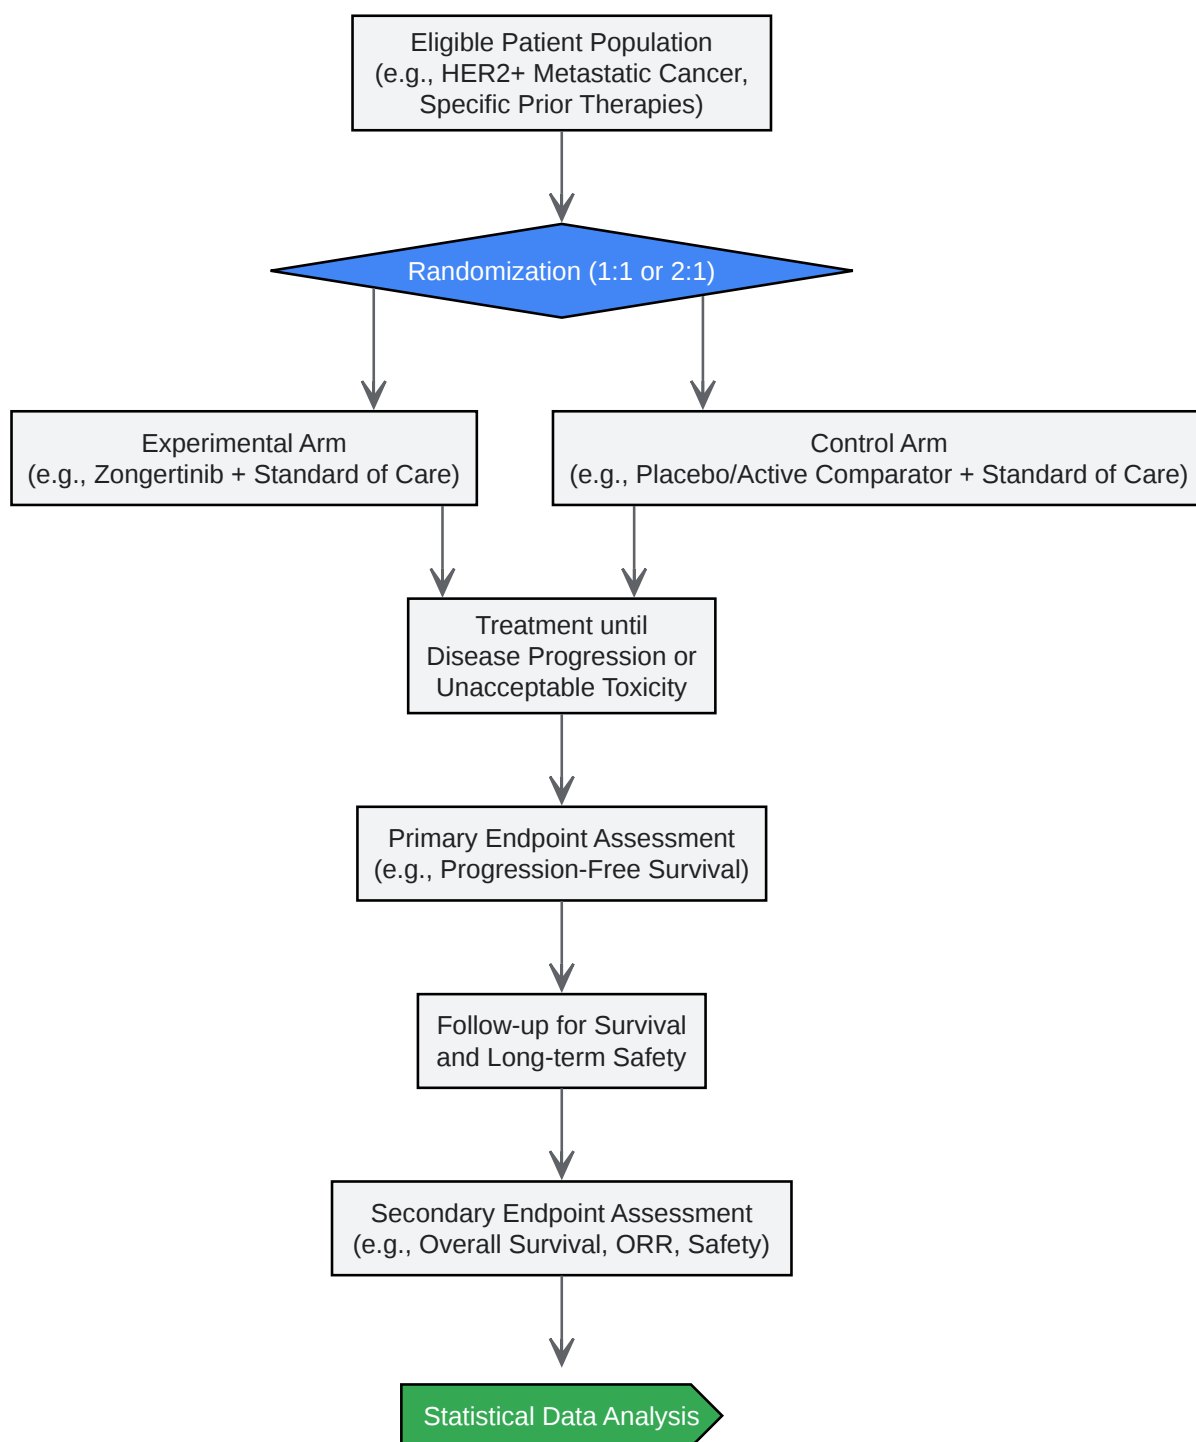 Eligible Patient Population
(e.g., HER2+ Metastatic Cancer,
Specific Prior Therapies)
Randomization (1:1 or 2:1)
Experimental Arm
(e.g., Zongertinib + Standard of Care)
Control Arm
(e.g., Placebo/Active Comparator + Standard of Care)
Treatment until
Disease Progression or
Unacceptable Toxicity
Primary Endpoint Assessment
(e.g., Progression-Free Survival)
Follow-up for Survival
and Long-term Safety
Secondary Endpoint Assessment
(e.g., Overall Survival, ORR, Safety)
Statistical Data Analysis